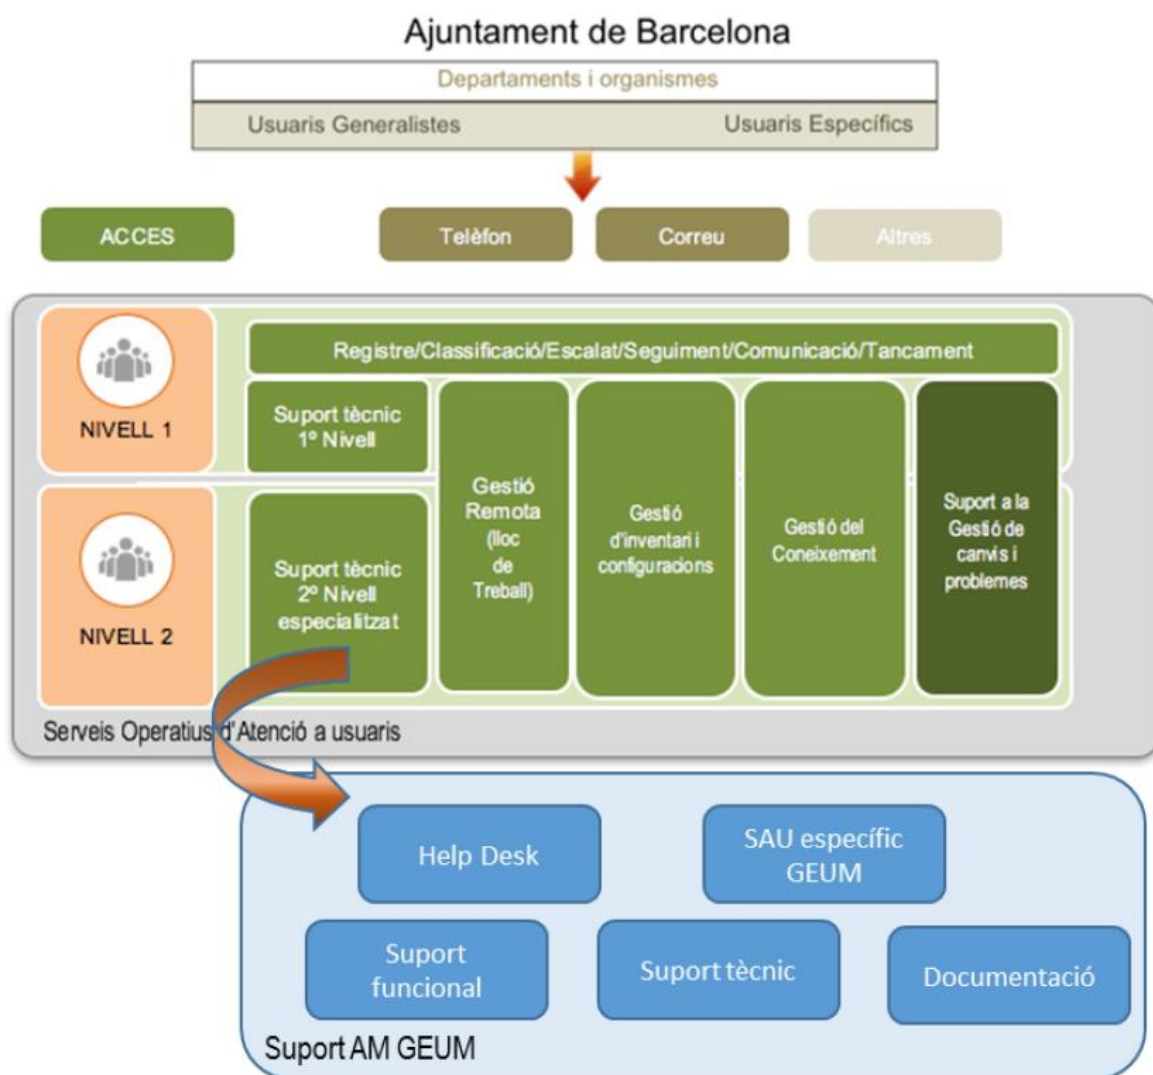 Ajuntament de Barcelona
Departaments i organismes
Usuaris Generalistes
Usuaris Específics
ACCES
Telèfon
Correu
Altres
NIVELL 1
Registre/Classificació/Escalat/Seguiment/Comunicació/Tancament
Suport tècnic
1º Nivell
NIVELL 2
Suport tècnic
2º Nivell
especialitzat
Gestió
Remota
(lloc
de
Treball)
Gestió
d'inventari i
configuracions
Gestió del
Coneixement
Suport a la
Gestió de
canvis i
problemes
Serveis Operatius d'Atenció a usuaris
Help Desk
SAU específic
GEUM
Suport
funcional
Suport tècnic
Documentació
Suport AM GEUM